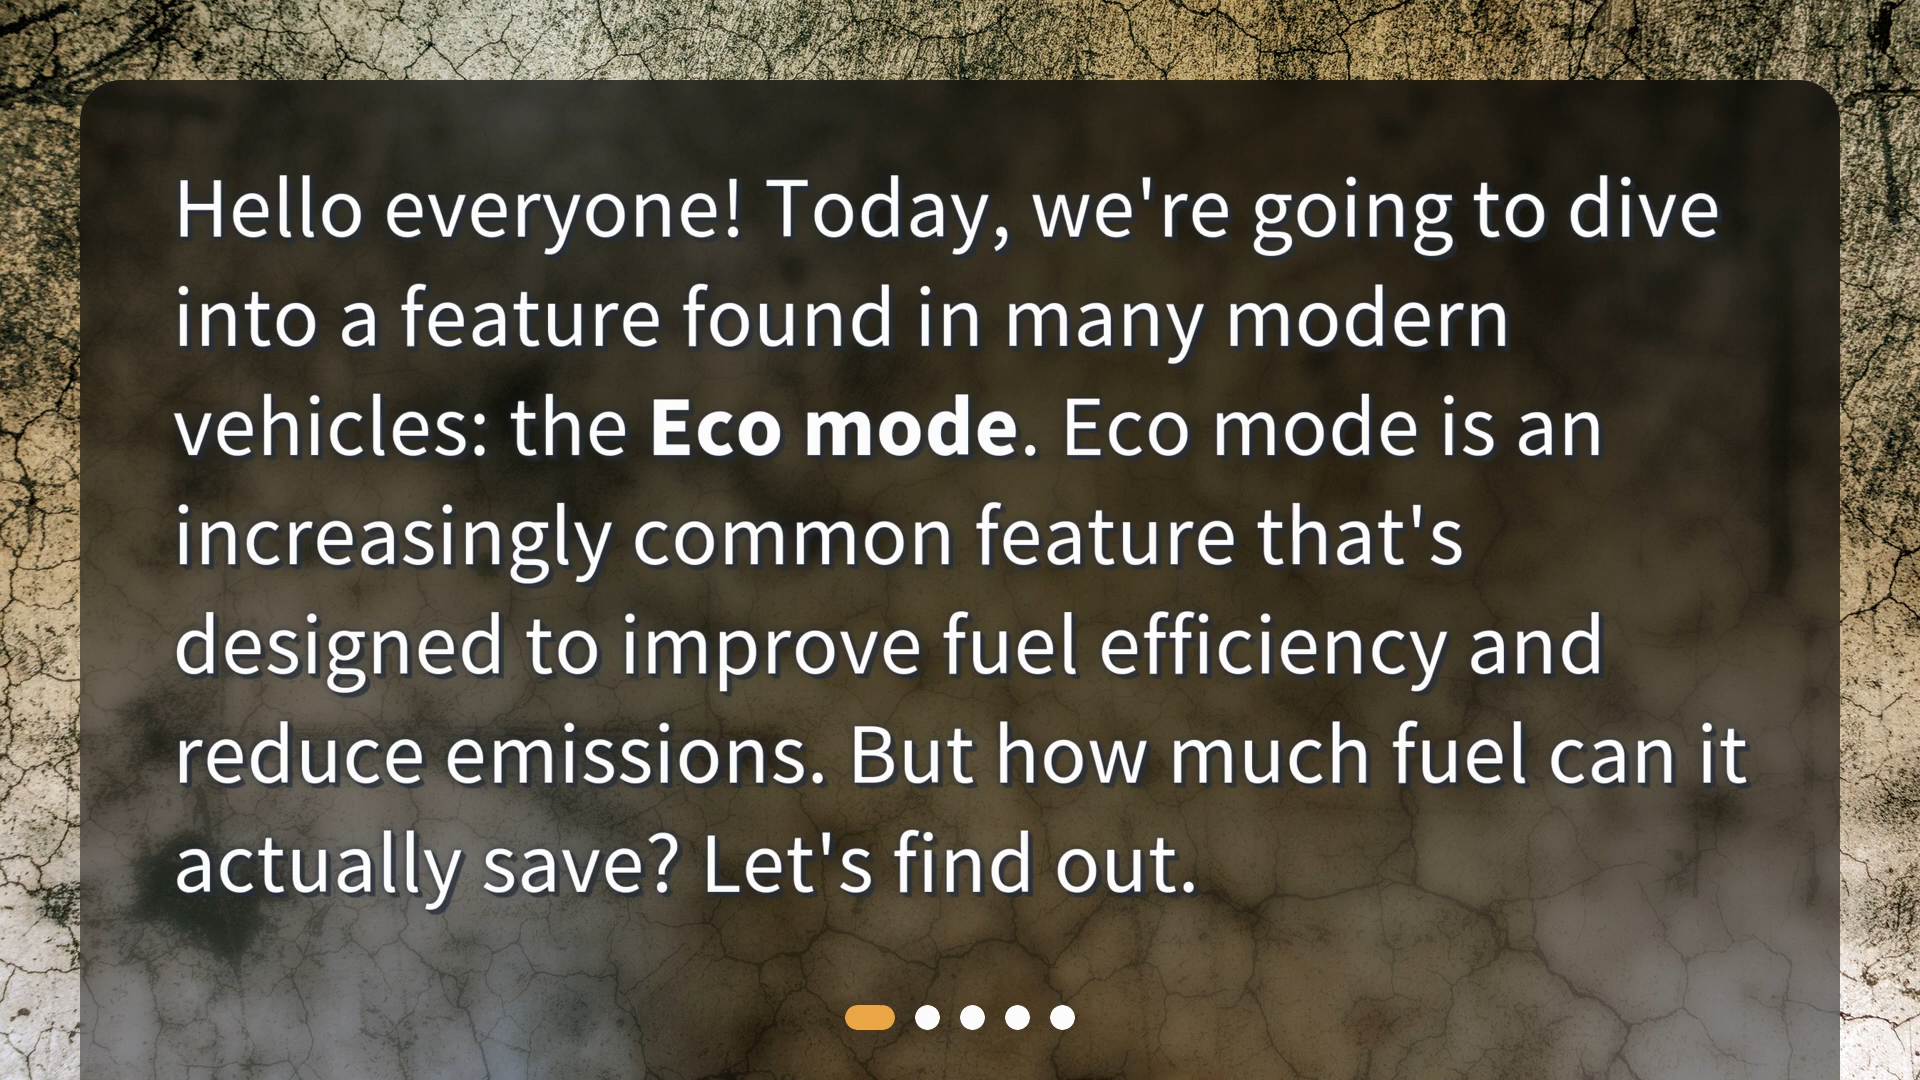 Hello everyone! Today, we're going to dive
into a feature found in many modern
vehicles: the Eco mode. Eco mode is an
increasingly common feature that's
designed to improve fuel efficiency and
reduce emissions. But how much fuel can it
actually save? Let's find out.